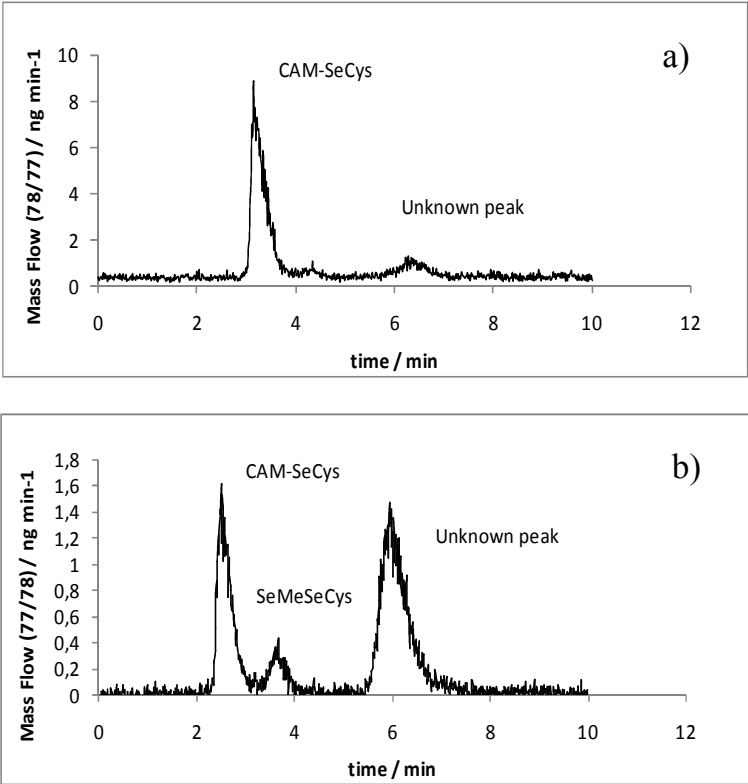 a)
10
8
6
4
2
0
Mass Flow (78/77) / ng min-1
CAM-SeCys
Unknown peak
0 2 4 6 8 10 12
time / min
b)
1,8
1,6
1,4
1,2
1
0,8
0,6
0,4
0,2
0
Mass Flow (77/78) / ng min-1
CAM-SeCys
SeMeSeCys
Unknown peak
0 2 4 6 8 10 12
time / min